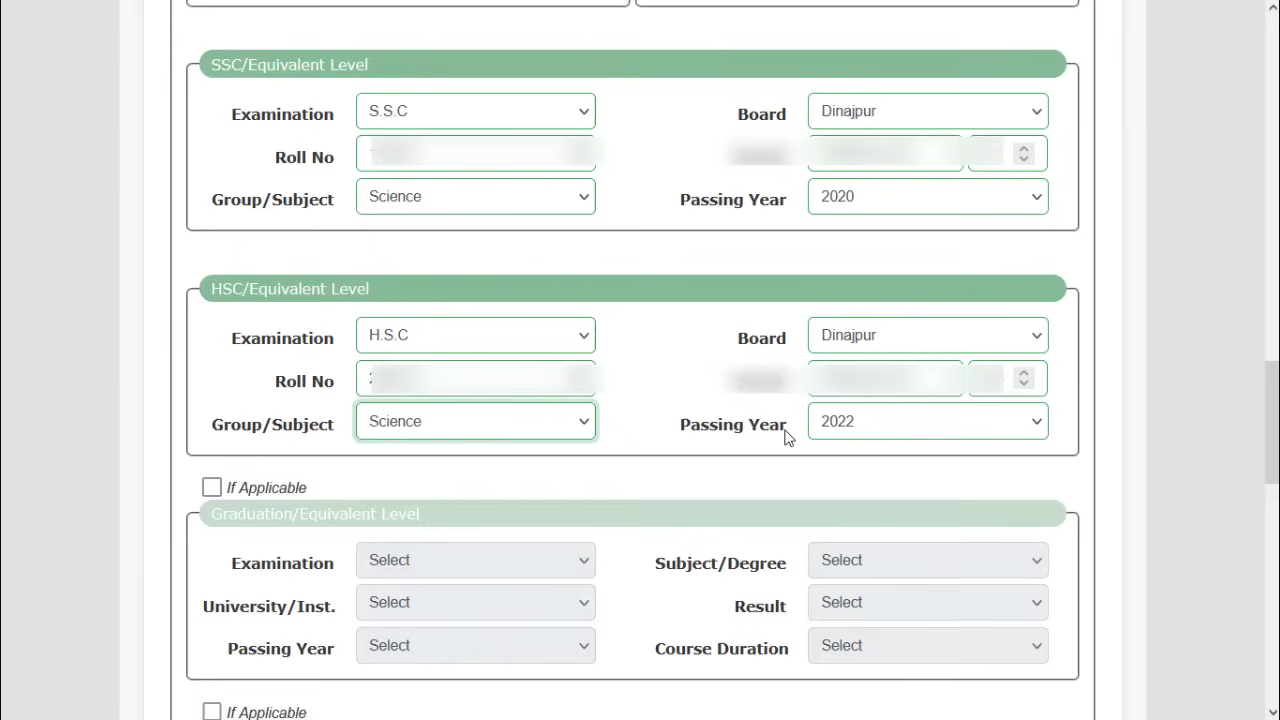 SSC/Equivalent Level
Examination S.S.C Board Dinajpur
Roll No
Group/Subject Science Passing Year 2020
HSC/Equivalent Level
Examination H.S.C Board Dinajpur
Roll No
Group/Subject Science Passing Year 2022
If Applicable
Graduation/Equivalent Level
Examination Select Subject/Degree Select
University/Inst. Select Result Select
Passing Year Select Course Duration Select
If Applicable